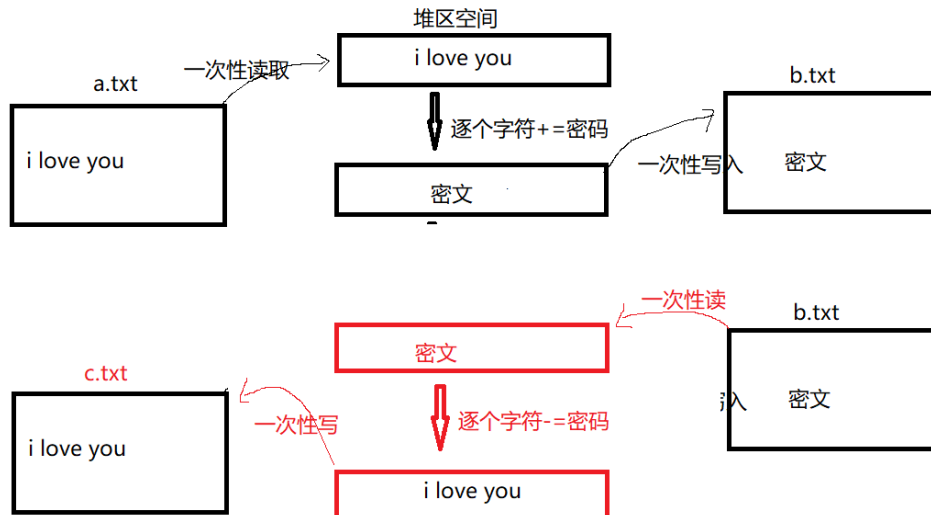 堆区空间
i love you
一次性读取
a.txt
b.txt
逐个字符+=密码
i love you
一次性写入
密文
密文
一次性读
b.txt
密文
c.txt
写入
密文
一次性写
逐个字符-=密码
i love you
i love you